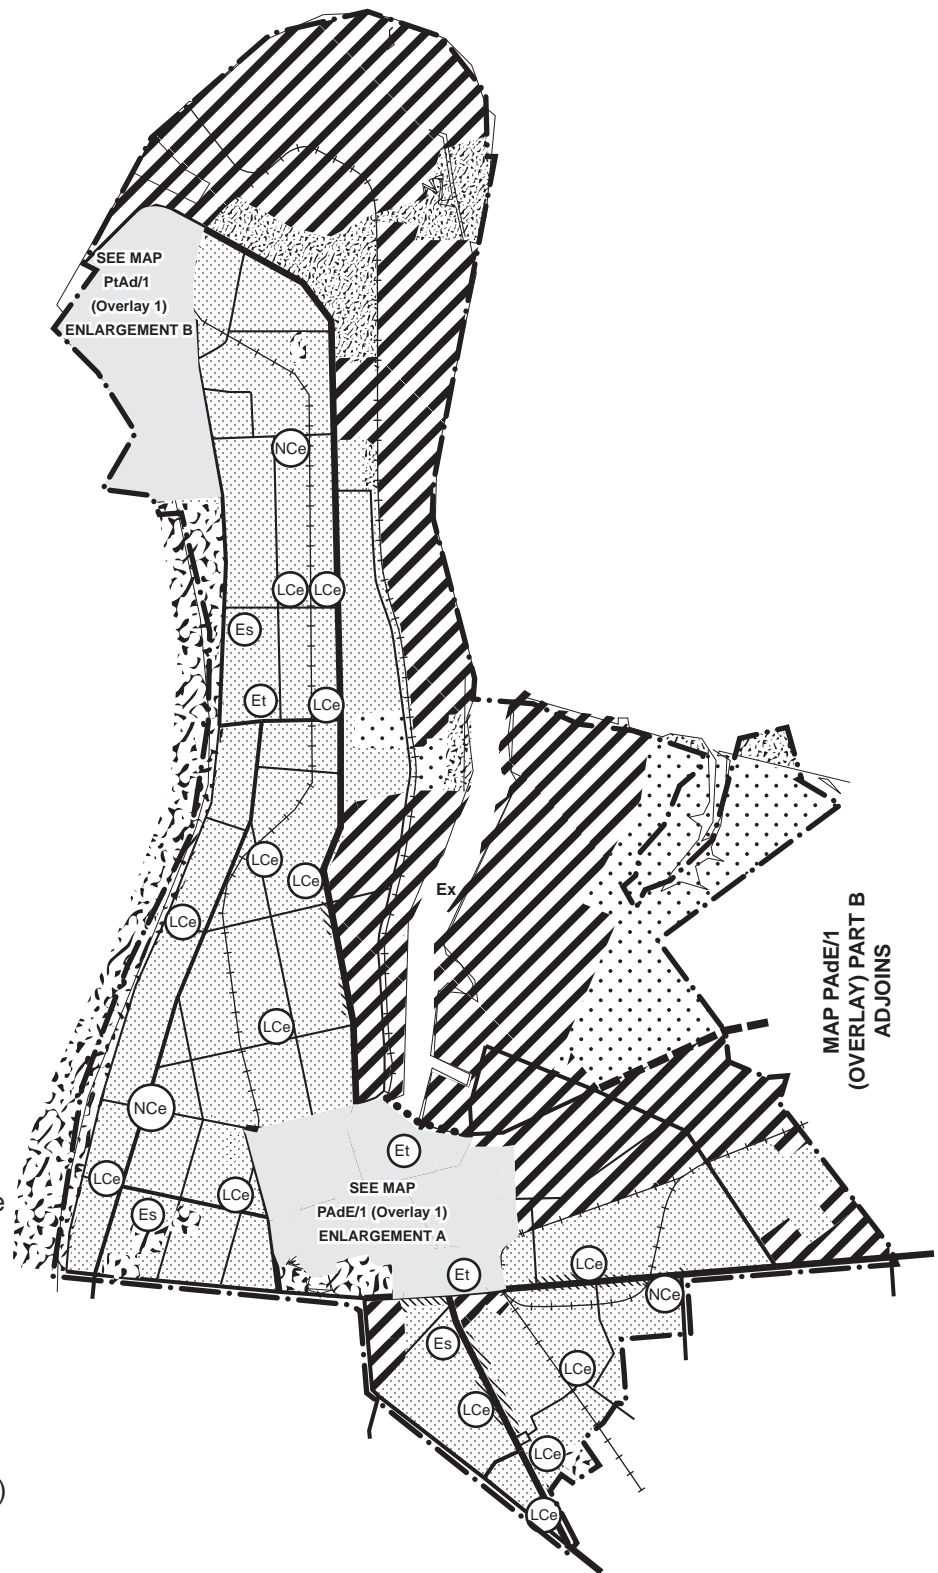 SEE MAP
PtAd/1
(Overlay 1)
ENLARGEMENT B
NCe
LCe LCe
Es
Et
LCe
LCe
LCe
Ex
LCe
MAP PAdE/1
(OVERLAY) PART B
ADJOINS
LCe
NCe
Et
LCe
LCe
SEE MAP
PAdE/1 (Overlay 1)
ENLARGEMENT A
Es
LCe
Et
NCe
Es
LCe
LCe
LCe
)
LCe